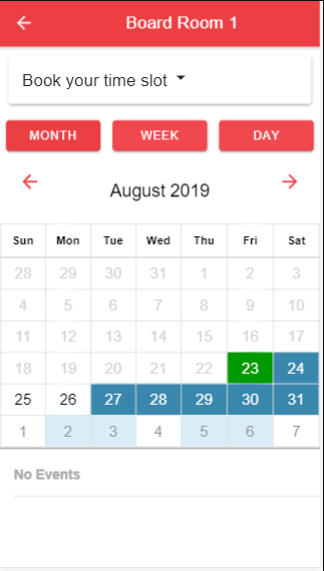 Board Room 1
Book your time slot
MONTH WEEK DAY
August 2019
Sun Mon Tue Wed Thu Fri Sat
28 29 30 31 1 2 3
4 5 6 7 8 9 10
11 12 13 14 15 16 17
18 19 20 21 22 23 24
25 26 27 28 29 30 31
1 2 3 4 5 6 7
No Events